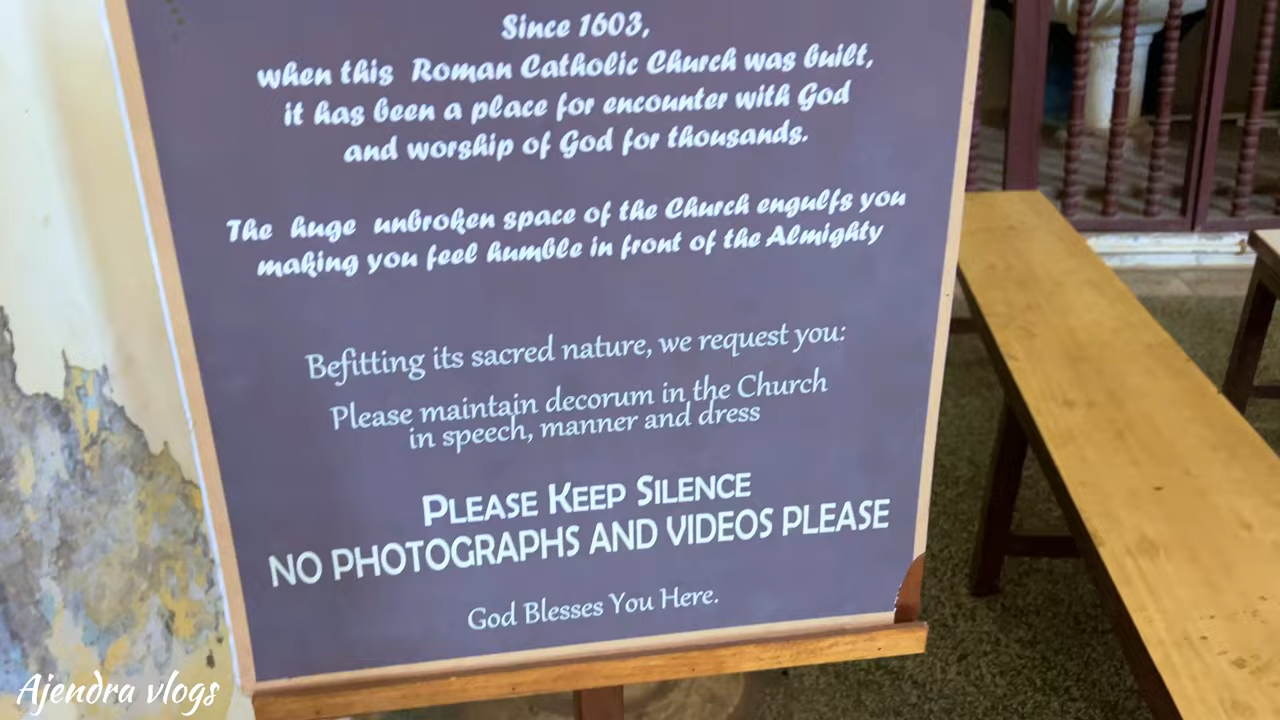 Since 1603,
when this Roman Catholic Church was built,
it has been a place for encounter with God
and worship of God for thousands.
The huge unbroken space of the Church engulfs you
making you feel humble in front of the Almighty
Befitting its sacred nature, we request you:
Please maintain decorum in the Church
in speech, manner and dress
PLEASE KEEP SILENCE
NO PHOTOGRAPHS AND VIDEOS PLEASE
God Blesses You Here.
Ajendra vlogs